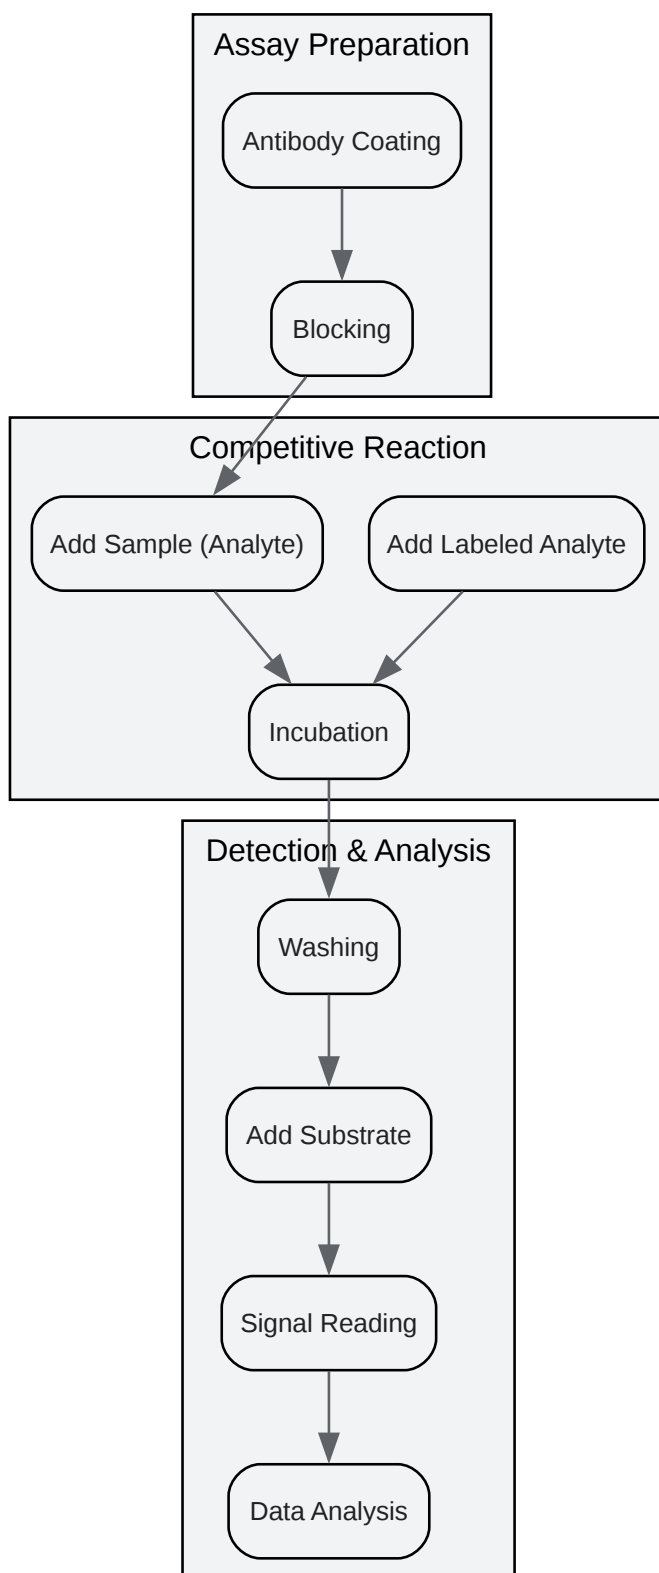 Assay Preparation
Antibody Coating
Blocking
Competitive Reaction
Add Sample (Analyte)
Add Labeled Analyte
Incubation
Detection & Analysis
Washing
Add Substrate
Signal Reading
Data Analysis